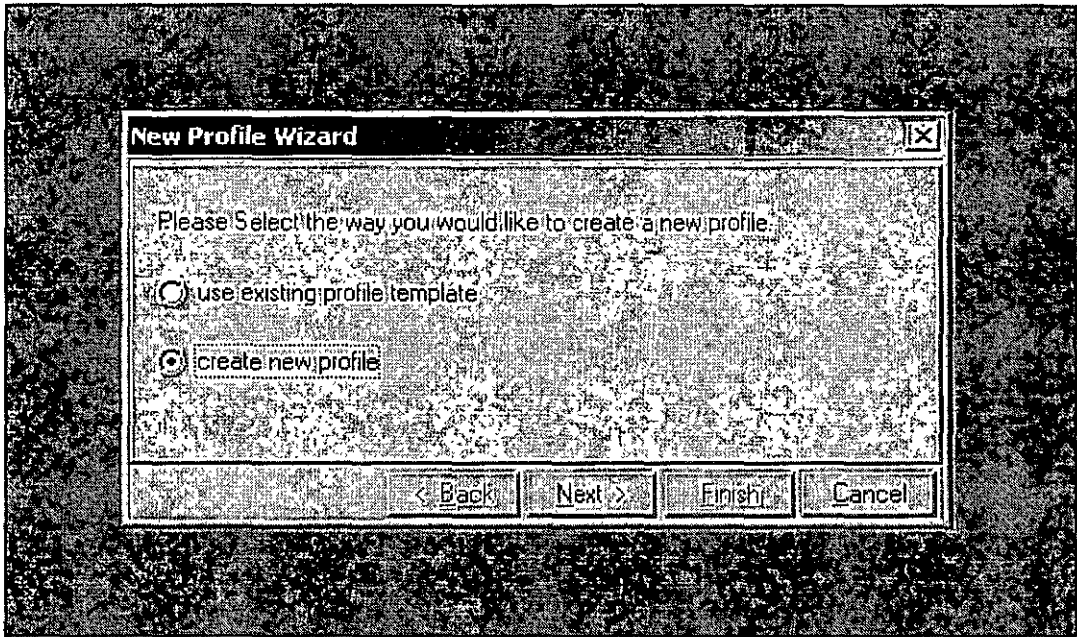 New Profile Wizard
Please Select the way you would like to create a new profile.
use existing profile template
create new profile
< Back Next > Finish Cancel